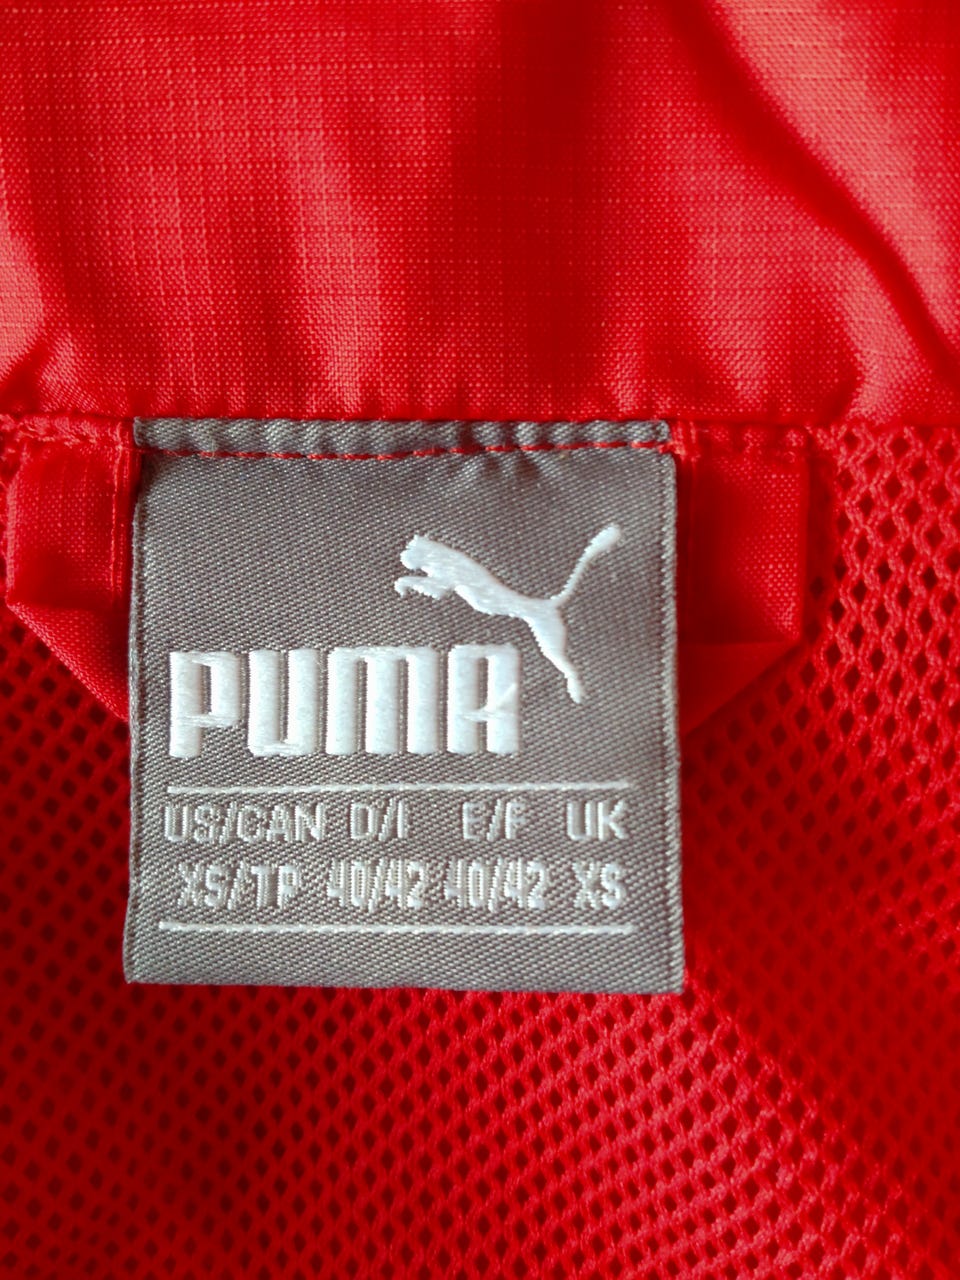 PUMA
US/CAN D/I E/F UK
XS/TP 40/42 40/42 XS